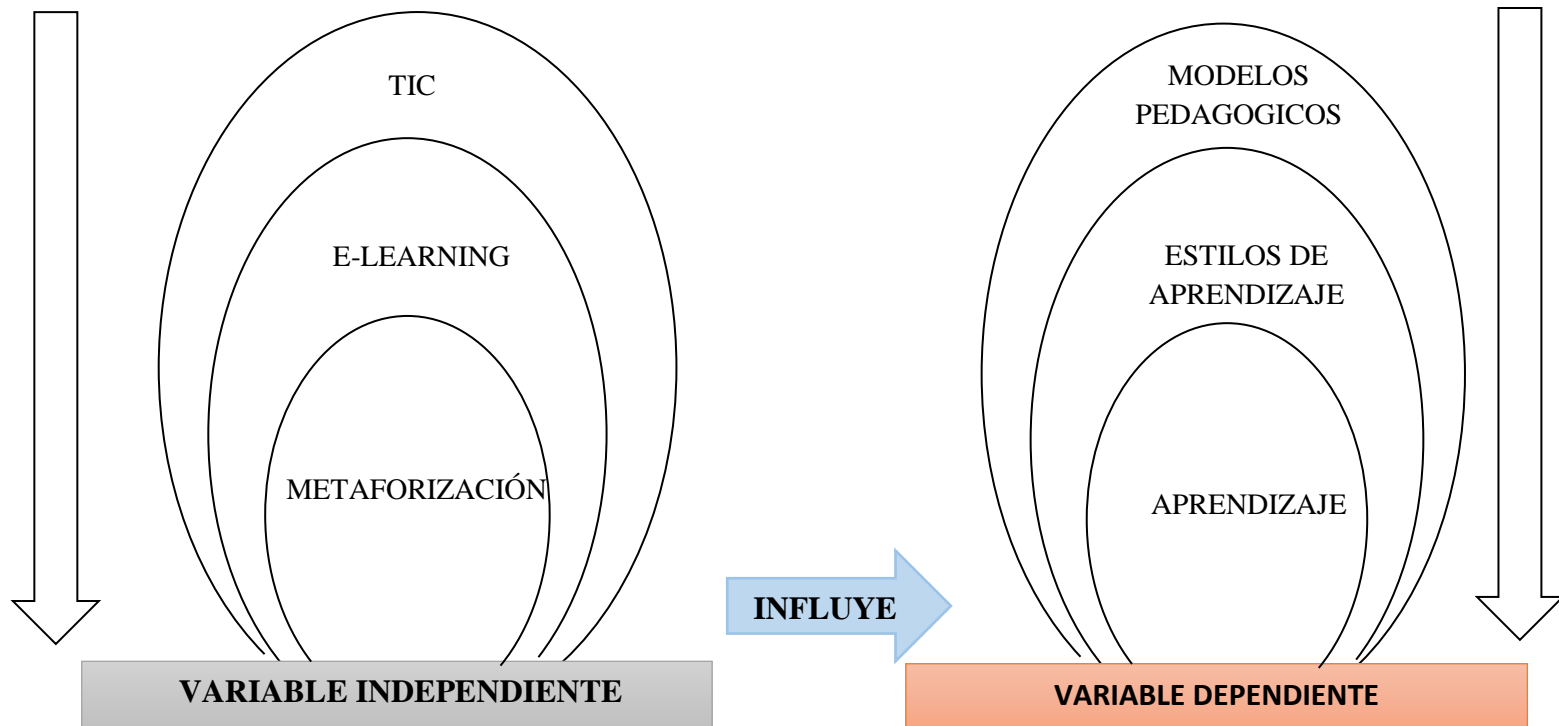 TIC
E-LEARNING
METAFORIZACIÓN
VARIABLE INDEPENDIENTE
INFLUYE
MODELOS
PEDAGOGICOS
ESTILOS DE
APRENDIZAJE
APRENDIZAJE
VARIABLE DEPENDIENTE